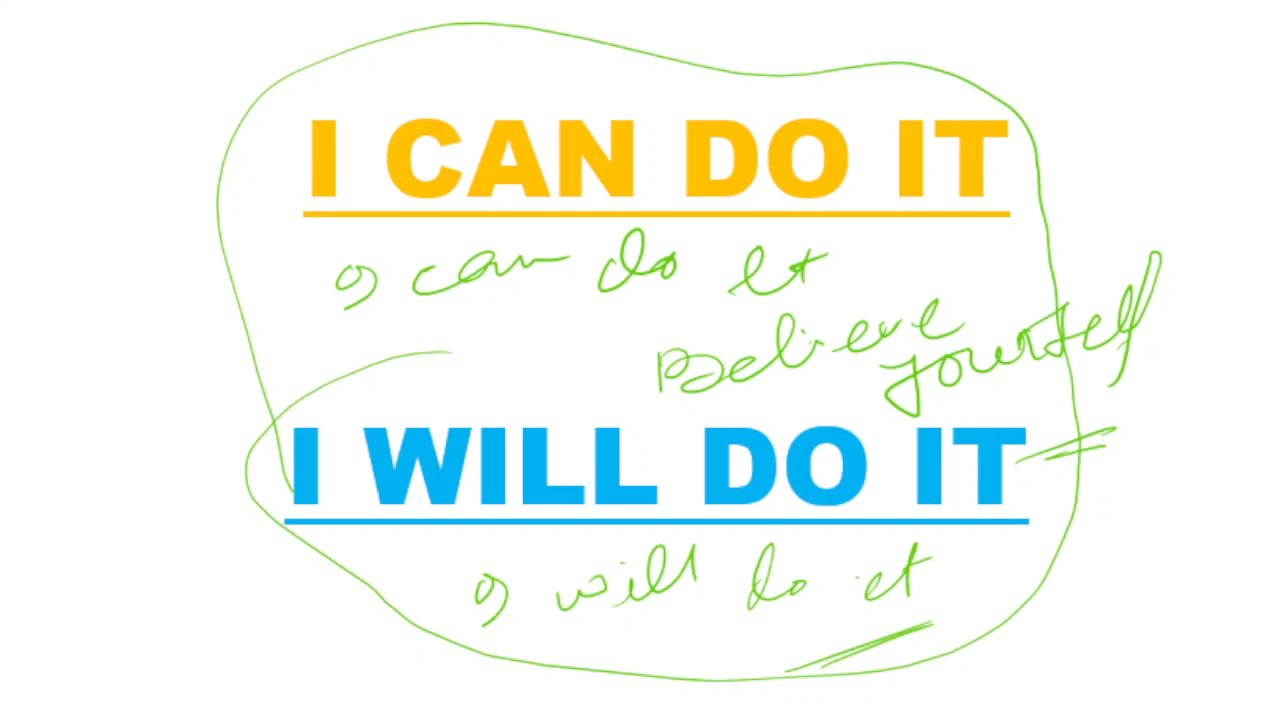 I CAN DO IT
I can do it
Believe
yourself
I WILL DO IT
I will do it